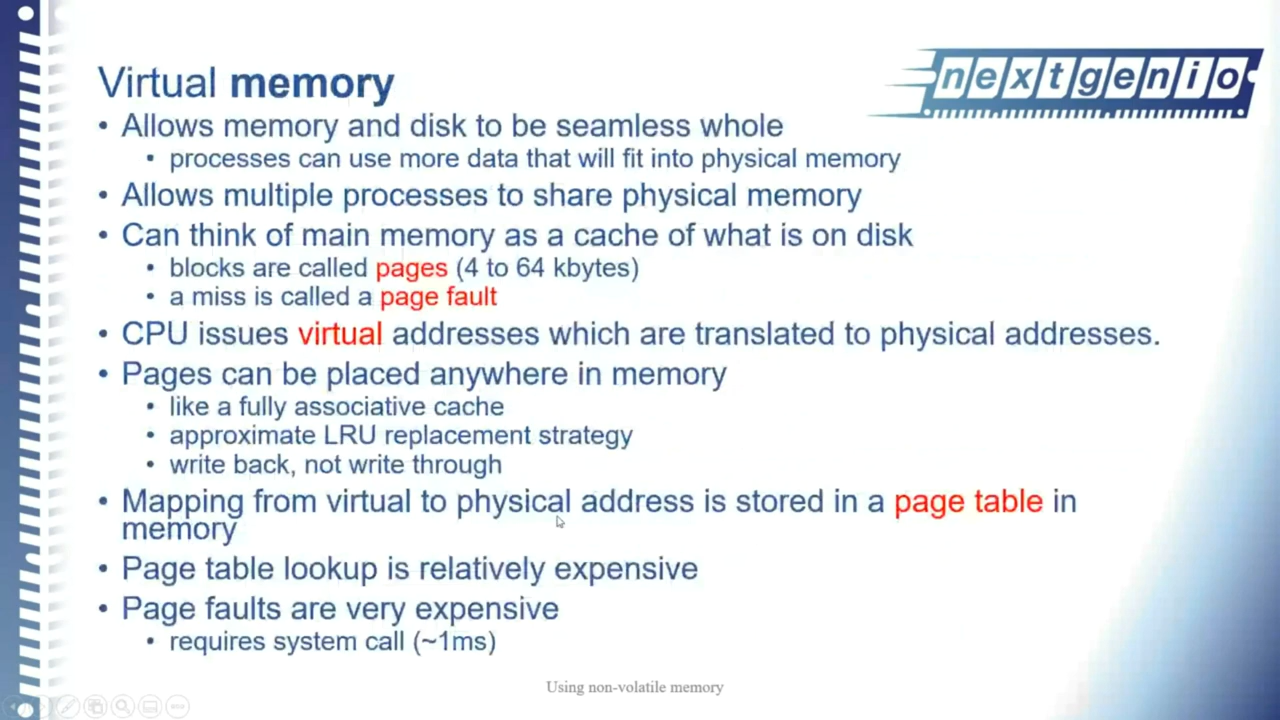 Virtual memory
nextgenio
• Allows memory and disk to be seamless whole
• processes can use more data that will fit into physical memory
• Allows multiple processes to share physical memory
• Can think of main memory as a cache of what is on disk
• blocks are called pages (4 to 64 kbytes)
• a miss is called a page fault
• CPU issues virtual addresses which are translated to physical addresses.
• Pages can be placed anywhere in memory
• like a fully associative cache
• approximate LRU replacement strategy
• write back, not write through
• Mapping from virtual to physical address is stored in a page table in
memory
• Page table lookup is relatively expensive
• Page faults are very expensive
• requires system call (~1ms)
Using non-volatile memory